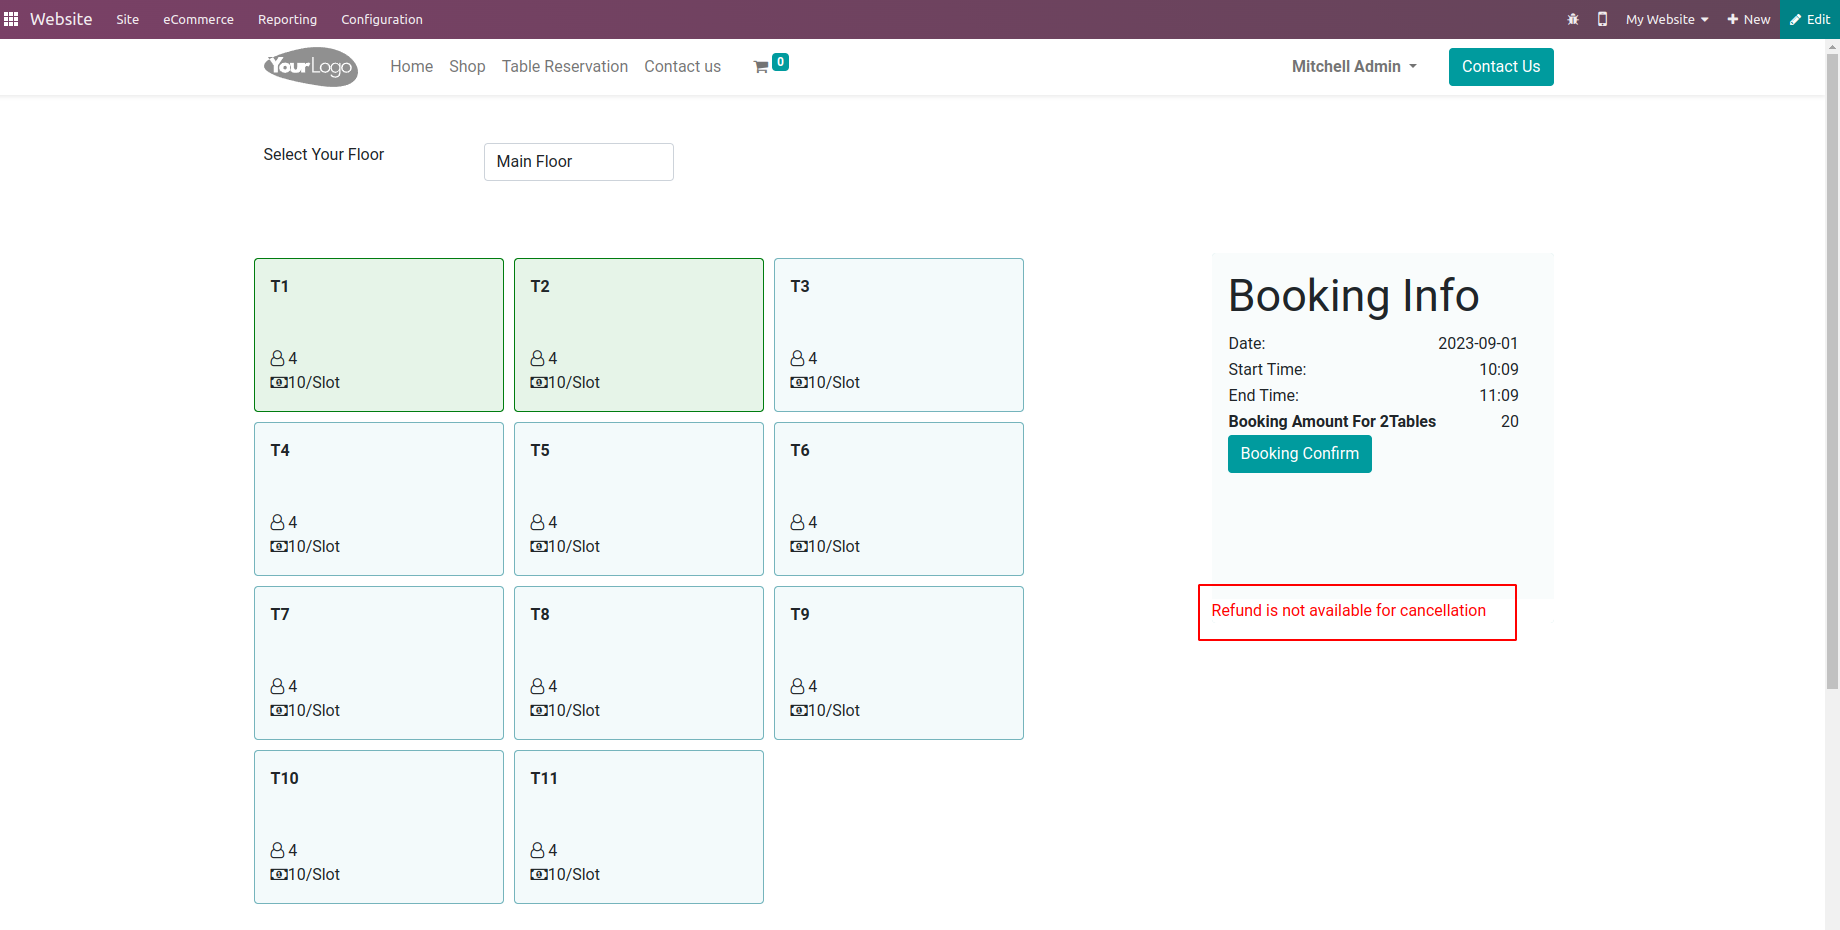 Website Site eCommerce Reporting Configuration My Website New Edit
YourLogo Home Shop Table Reservation Contact us 0 Mitchell Admin Contact Us
Select Your Floor Main Floor
T1 T2 T3
4 4 4
10/Slot 10/Slot 10/Slot
T4 T5 T6
4 4 4
10/Slot 10/Slot 10/Slot
T7 T8 T9
4 4 4
10/Slot 10/Slot 10/Slot
T10 T11
4 4
10/Slot 10/Slot
Booking Info
Date: 2023-09-01
Start Time: 10:09
End Time: 11:09
Booking Amount For 2Tables 20
Booking Confirm
Refund is not available for cancellation